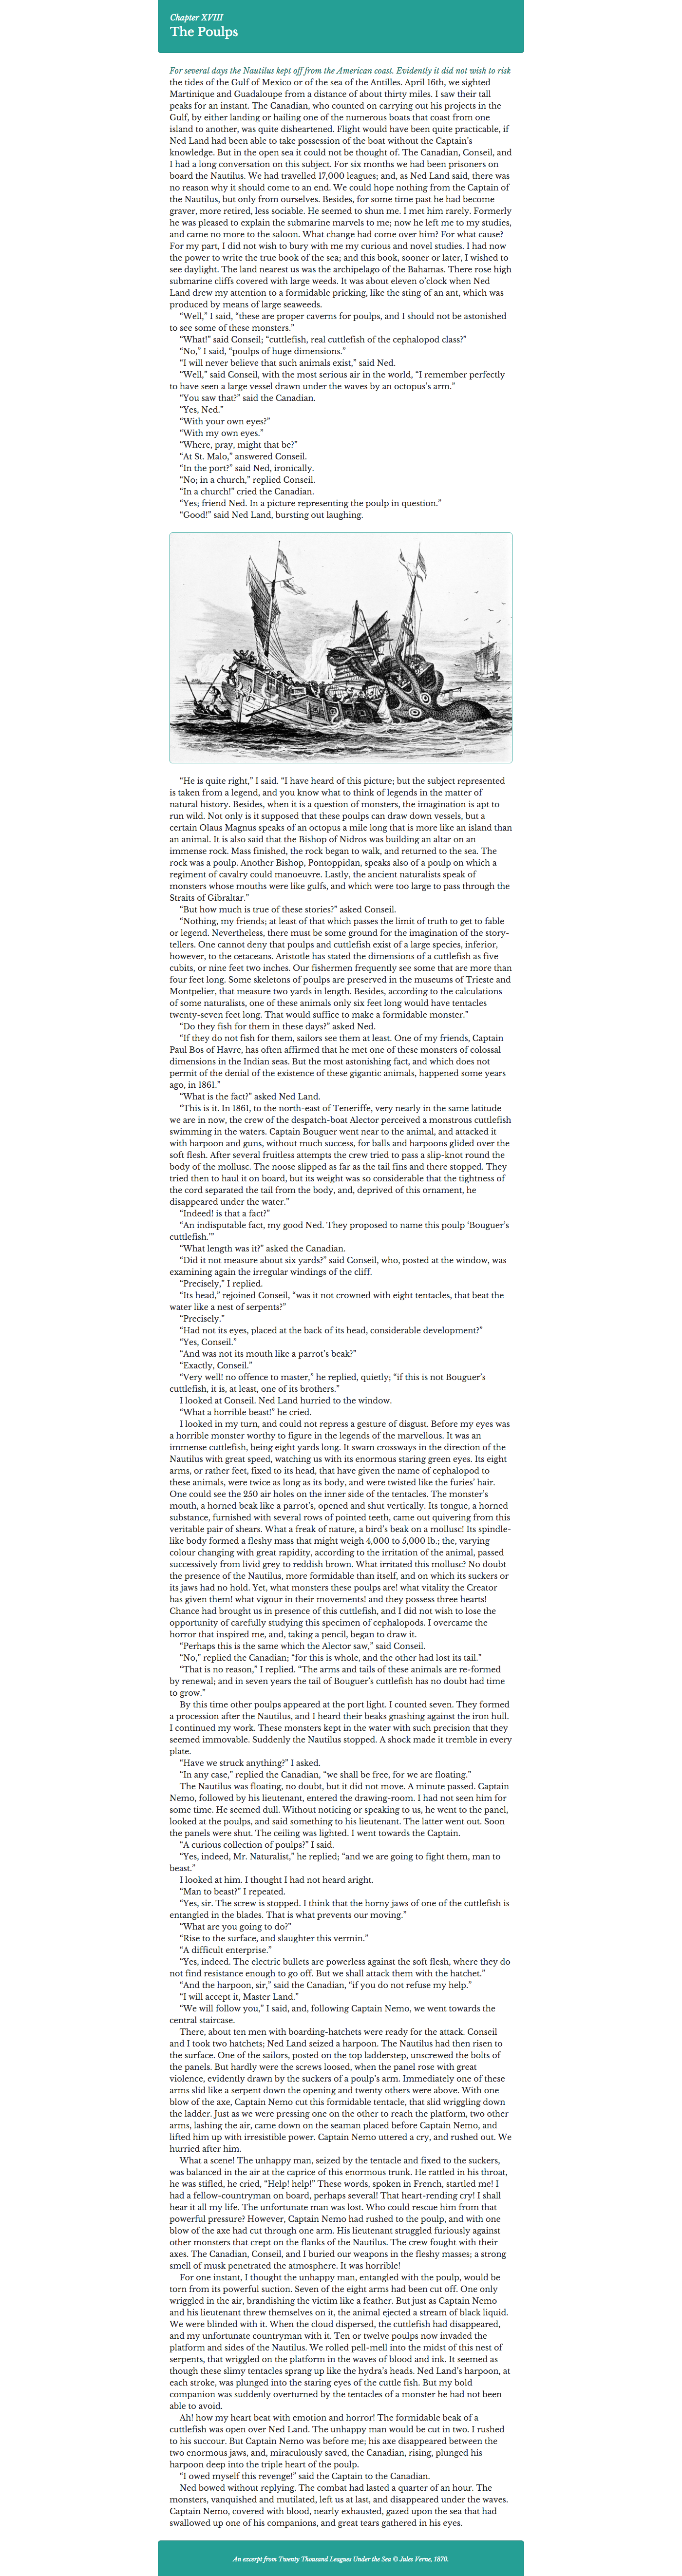 Chapter XVIII
The Poulps
For several days the Nautilus kept off from the American coast. Evidently it did not wish to risk
the tides of the Gulf of Mexico or of the sea of the Antilles. April 16th, we sighted
Martinique and Guadaloupe from a distance of about thirty miles. I saw their tall
peaks for an instant. The Canadian, who counted on carrying out his projects in the
Gulf, by either landing or hailing one of the numerous boats that coast from one
island to another, was quite disheartened. Flight would have been quite practicable, if
Ned Land had been able to take possession of the boat without the Captain’s
knowledge. But in the open sea it could not be thought of. The Canadian, Conseil, and
I had a long conversation on this subject. For six months we had been prisoners on
board the Nautilus. We had travelled 17,000 leagues; and, as Ned Land said, there was
no reason why it should come to an end. We could hope nothing from the Captain of
the Nautilus, but only from ourselves. Besides, for some time past he had become
graver, more retired, less sociable. He seemed to shun me. I met him rarely. Formerly
he was pleased to explain the submarine marvels to me; now he left me to my studies,
and came no more to the saloon. What change had come over him? For what cause?
For my part, I did not wish to bury with me my curious and novel studies. I had now
the power to write the true book of the sea; and this book, sooner or later, I wished to
see daylight. The land nearest us was the archipelago of the Bahamas. There rose high
submarine cliffs covered with large weeds. It was about eleven o’clock when Ned
Land drew my attention to a formidable pricking, like the sting of an ant, which was
produced by means of large seaweeds.
“Well,” I said, “these are proper caverns for poulps, and I should not be astonished
to see some of these monsters.”
“What!” said Conseil; “cuttlefish, real cuttlefish of the cephalopod class?”
“No,” I said, “poulps of huge dimensions.”
“I will never believe that such animals exist,” said Ned.
“Well,” said Conseil, with the most serious air in the world, “I remember perfectly
to have seen a large vessel drawn under the waves by an octopus’s arm.”
“You saw that?” said the Canadian.
“Yes, Ned.”
“With your own eyes?”
“With my own eyes.”
“Where, pray, might that be?”
“At St. Malo,” answered Conseil.
“In the port?” said Ned, ironically.
“No; in a church,” replied Conseil.
“In a church!” cried the Canadian.
“Yes; friend Ned. In a picture representing the poulp in question.”
“Good!” said Ned Land, bursting out laughing.
“He is quite right,” I said. “I have heard of this picture; but the subject represented
is taken from a legend, and you know what to think of legends in the matter of
natural history. Besides, when it is a question of monsters, the imagination is apt to
run wild. Not only is it supposed that these poulps can draw down vessels, but a
certain Olaus Magnus speaks of an octopus a mile long that is more like an island than
an animal. It is also said that the Bishop of Nidros was building an altar on an
immense rock. Mass finished, the rock began to walk, and returned to the sea. The
rock was a poulp. Another Bishop, Pontoppidan, speaks also of a poulp on which a
regiment of cavalry could manoeuvre. Lastly, the ancient naturalists speak of
monsters whose mouths were like gulfs, and which were too large to pass through the
Straits of Gibraltar.”
“But how much is true of these stories?” asked Conseil.
“Nothing, my friends; at least of that which passes the limit of truth to get to fable
or legend. Nevertheless, there must be some ground for the imagination of the story-
tellers. One cannot deny that poulps and cuttlefish exist of a large species, inferior,
however, to the cetaceans. Aristotle has stated the dimensions of a cuttlefish as five
cubits, or nine feet two inches. Our fishermen frequently see some that are more than
four feet long. Some skeletons of poulps are preserved in the museums of Trieste and
Montpelier, that measure two yards in length. Besides, according to the calculations
of some naturalists, one of these animals only six feet long would have tentacles
twenty-seven feet long. That would suffice to make a formidable monster.”
“Do they fish for them in these days?” asked Ned.
“If they do not fish for them, sailors see them at least. One of my friends, Captain
Paul Bos of Havre, has often affirmed that he met one of these monsters of colossal
dimensions in the Indian seas. But the most astonishing fact, and which does not
permit of the denial of the existence of these gigantic animals, happened some years
ago, in 1861.”
“What is the fact?” asked Ned Land.
“This is it. In 1861, to the north-east of Teneriffe, very nearly in the same latitude
we are in now, the crew of the despatch-boat Alector perceived a monstrous cuttlefish
swimming in the waters. Captain Bouguer went near to the animal, and attacked it
with harpoon and guns, without much success, for balls and harpoons glided over the
soft flesh. After several fruitless attempts the crew tried to pass a slip-knot round the
body of the mollusc. The noose slipped as far as the tail fins and there stopped. They
tried then to haul it on board, but its weight was so considerable that the tightness of
the cord separated the tail from the body, and, deprived of this ornament, he
disappeared under the water.”
“Indeed! is that a fact?”
“An indisputable fact, my good Ned. They proposed to name this poulp ‘Bouguer’s
cuttlefish.’”
“What length was it?” asked the Canadian.
“Did it not measure about six yards?” said Conseil, who, posted at the window, was
examining again the irregular windings of the cliff.
“Precisely,” I replied.
“Its head,” rejoined Conseil, “was it not crowned with eight tentacles, that beat the
water like a nest of serpents?”
“Precisely.”
“Had not its eyes, placed at the back of its head, considerable development?”
“Yes, Conseil.”
“And was not its mouth like a parrot’s beak?”
“Exactly, Conseil.”
“Very well! no offence to master,” he replied, quietly; “if this is not Bouguer’s
cuttlefish, it is, at least, one of its brothers.”
I looked at Conseil. Ned Land hurried to the window.
“What a horrible beast!” he cried.
I looked in my turn, and could not repress a gesture of disgust. Before my eyes was
a horrible monster worthy to figure in the legends of the marvellous. It was an
immense cuttlefish, being eight yards long. It swam crossways in the direction of the
Nautilus with great speed, watching us with its enormous staring green eyes. Its eight
arms, or rather feet, fixed to its head, that have given the name of cephalopod to
these animals, were twice as long as its body, and were twisted like the furies’ hair.
One could see the 250 air holes on the inner side of the tentacles. The monster’s
mouth, a horned beak like a parrot’s, opened and shut vertically. Its tongue, a horned
substance, furnished with several rows of pointed teeth, came out quivering from this
veritable pair of shears. What a freak of nature, a bird’s beak on a mollusc! Its spindle-
like body formed a fleshy mass that might weigh 4,000 to 5,000 lb.; the, varying
colour changing with great rapidity, according to the irritation of the animal, passed
successively from livid grey to reddish brown. What irritated this mollusc? No doubt
the presence of the Nautilus, more formidable than itself, and on which its suckers or
its jaws had no hold. Yet, what monsters these poulps are! what vitality the Creator
has given them! what vigour in their movements! and they possess three hearts!
Chance had brought us in presence of this cuttlefish, and I did not wish to lose the
opportunity of carefully studying this specimen of cephalopods. I overcame the
horror that inspired me, and, taking a pencil, began to draw it.
“Perhaps this is the same which the Alector saw,” said Conseil.
“No,” replied the Canadian; “for this is whole, and the other had lost its tail.”
“That is no reason,” I replied. “The arms and tails of these animals are re-formed
by renewal; and in seven years the tail of Bouguer’s cuttlefish has no doubt had time
to grow.”
By this time other poulps appeared at the port light. I counted seven. They formed
a procession after the Nautilus, and I heard their beaks gnashing against the iron hull.
I continued my work. These monsters kept in the water with such precision that they
seemed immovable. Suddenly the Nautilus stopped. A shock made it tremble in every
plate.
“Have we struck anything?” I asked.
“In any case,” replied the Canadian, “we shall be free, for we are floating.”
The Nautilus was floating, no doubt, but it did not move. A minute passed. Captain
Nemo, followed by his lieutenant, entered the drawing-room. I had not seen him for
some time. He seemed dull. Without noticing or speaking to us, he went to the panel,
looked at the poulps, and said something to his lieutenant. The latter went out. Soon
the panels were shut. The ceiling was lighted. I went towards the Captain.
“A curious collection of poulps?” I said.
“Yes, indeed, Mr. Naturalist,” he replied; “and we are going to fight them, man to
beast.”
I looked at him. I thought I had not heard aright.
“Man to beast?” I repeated.
“Yes, sir. The screw is stopped. I think that the horny jaws of one of the cuttlefish is
entangled in the blades. That is what prevents our moving.”
“What are you going to do?”
“Rise to the surface, and slaughter this vermin.”
“A difficult enterprise.”
“Yes, indeed. The electric bullets are powerless against the soft flesh, where they do
not find resistance enough to go off. But we shall attack them with the hatchet.”
“And the harpoon, sir,” said the Canadian, “if you do not refuse my help.”
“I will accept it, Master Land.”
“We will follow you,” I said, and, following Captain Nemo, we went towards the
central staircase.
There, about ten men with boarding-hatchets were ready for the attack. Conseil
and I took two hatchets; Ned Land seized a harpoon. The Nautilus had then risen to
the surface. One of the sailors, posted on the top ladderstep, unscrewed the bolts of
the panels. But hardly were the screws loosed, when the panel rose with great
violence, evidently drawn by the suckers of a poulp’s arm. Immediately one of these
arms slid like a serpent down the opening and twenty others were above. With one
blow of the axe, Captain Nemo cut this formidable tentacle, that slid wriggling down
the ladder. Just as we were pressing one on the other to reach the platform, two other
arms, lashing the air, came down on the seaman placed before Captain Nemo, and
lifted him up with irresistible power. Captain Nemo uttered a cry, and rushed out. We
hurried after him.
What a scene! The unhappy man, seized by the tentacle and fixed to the suckers,
was balanced in the air at the caprice of this enormous trunk. He rattled in his throat,
he was stifled, he cried, “Help! help!” These words, spoken in French, startled me! I
had a fellow-countryman on board, perhaps several! That heart-rending cry! I shall
hear it all my life. The unfortunate man was lost. Who could rescue him from that
powerful pressure? However, Captain Nemo had rushed to the poulp, and with one
blow of the axe had cut through one arm. His lieutenant struggled furiously against
other monsters that crept on the flanks of the Nautilus. The crew fought with their
axes. The Canadian, Conseil, and I buried our weapons in the fleshy masses; a strong
smell of musk penetrated the atmosphere. It was horrible!
For one instant, I thought the unhappy man, entangled with the poulp, would be
torn from its powerful suction. Seven of the eight arms had been cut off. One only
wriggled in the air, brandishing the victim like a feather. But just as Captain Nemo
and his lieutenant threw themselves on it, the animal ejected a stream of black liquid.
We were blinded with it. When the cloud dispersed, the cuttlefish had disappeared,
and my unfortunate countryman with it. Ten or twelve poulps now invaded the
platform and sides of the Nautilus. We rolled pell-mell into the midst of this nest of
serpents, that wriggled on the platform in the waves of blood and ink. It seemed as
though these slimy tentacles sprang up like the hydra’s heads. Ned Land’s harpoon, at
each stroke, was plunged into the staring eyes of the cuttle fish. But my bold
companion was suddenly overturned by the tentacles of a monster he had not been
able to avoid.
Ah! how my heart beat with emotion and horror! The formidable beak of a
cuttlefish was open over Ned Land. The unhappy man would be cut in two. I rushed
to his succour. But Captain Nemo was before me; his axe disappeared between the
two enormous jaws, and, miraculously saved, the Canadian, rising, plunged his
harpoon deep into the triple heart of the poulp.
“I owed myself this revenge!” said the Captain to the Canadian.
Ned bowed without replying. The combat had lasted a quarter of an hour. The
monsters, vanquished and mutilated, left us at last, and disappeared under the waves.
Captain Nemo, covered with blood, nearly exhausted, gazed upon the sea that had
swallowed up one of his companions, and great tears gathered in his eyes.
An excerpt from Twenty Thousand Leagues Under the Sea © Jules Verne, 1870.